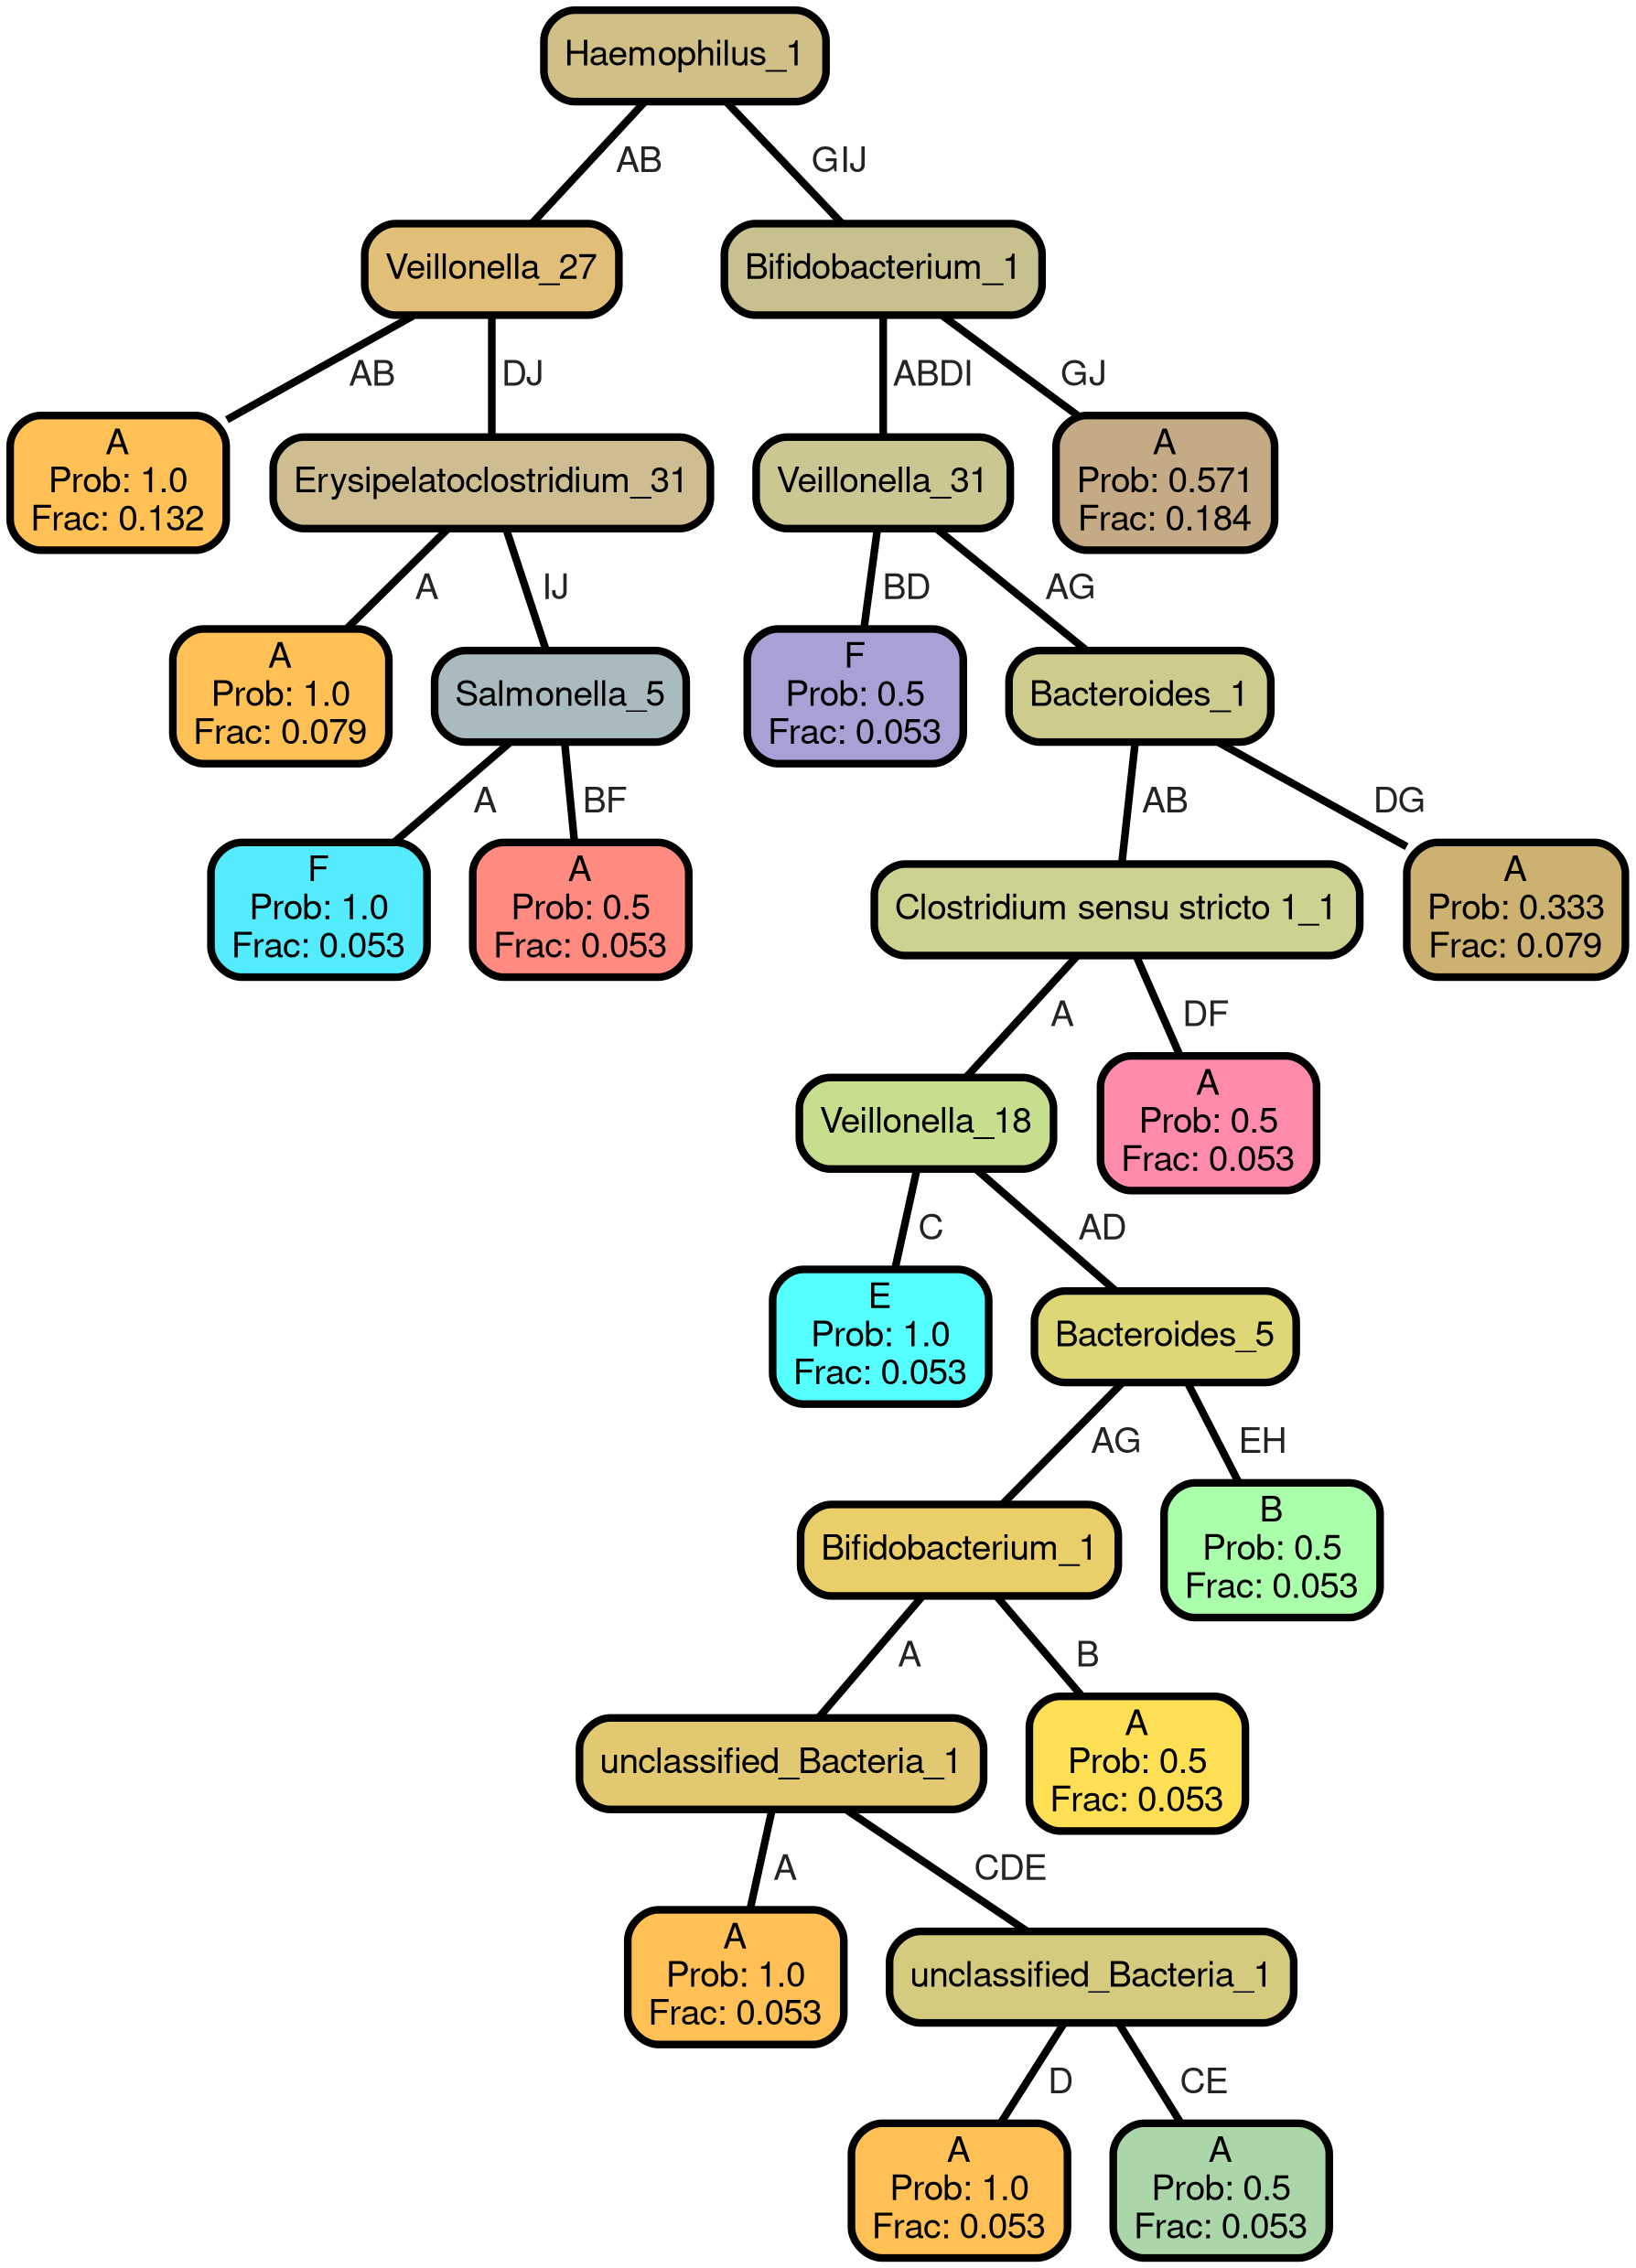 Haemophilus_1
AB
GIJ
Veillonella_27
Bifidobacterium_1
AB
DJ
ABDI
GJ
A
Prob: 1.0
Frac: 0.132
Erysipelatoclostridium_31
Veillonella_31
A
Prob: 0.571
Frac: 0.184
A
IJ
BD
AG
A
Prob: 1.0
Frac: 0.079
Salmonella_5
F
Prob: 0.5
Frac: 0.053
Bacteroides_1
A
BF
AB
DG
F
Prob: 1.0
Frac: 0.053
A
Prob: 0.5
Frac: 0.053
Clostridium sensu stricto 1_1
A
Prob: 0.333
Frac: 0.079
A
DF
Veillonella_18
A
Prob: 0.5
Frac: 0.053
C
AD
E
Prob: 1.0
Frac: 0.053
Bacteroides_5
AG
EH
Bifidobacterium_1
B
Prob: 0.5
Frac: 0.053
A
B
unclassified_Bacteria_1
A
Prob: 0.5
Frac: 0.053
A
CDE
A
Prob: 1.0
Frac: 0.053
unclassified_Bacteria_1
D
CE
A
Prob: 1.0
Frac: 0.053
A
Prob: 0.5
Frac: 0.053